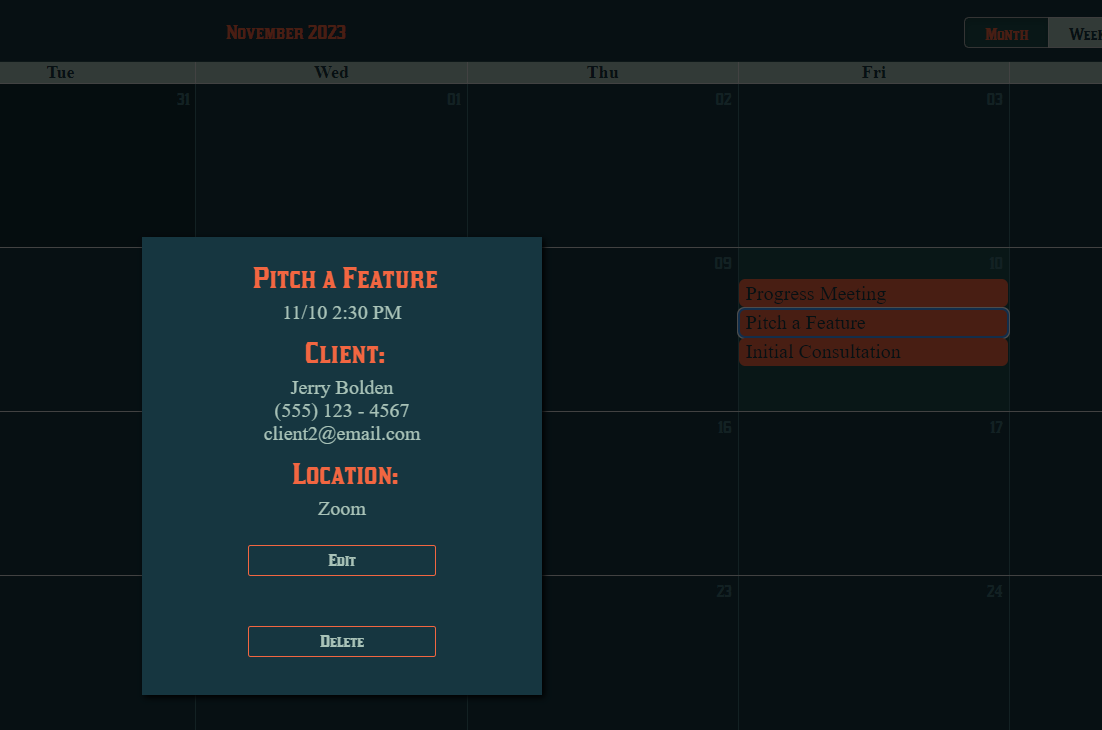 November 2023
Month
Week
Tue Wed Thu Fri
31 01 02 03
09 10
Progress Meeting
Pitch a Feature
Initial Consultation
16 17
23 24
Pitch a Feature
11/10 2:30 PM
Client:
Jerry Bolden
(555) 123 - 4567
client2@email.com
Location:
Zoom
Edit
Delete